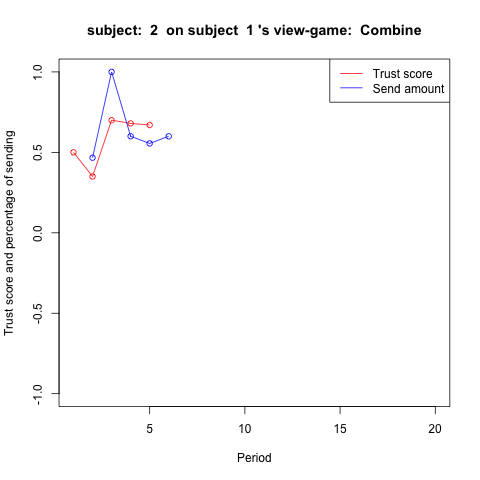 subject:  2  on subject  1 's view-game:  Combine
Trust score
Send amount
Trust score and percentage of sending
1.0
0.5
0.0
-0.5
-1.0
5
10
15
20
Period